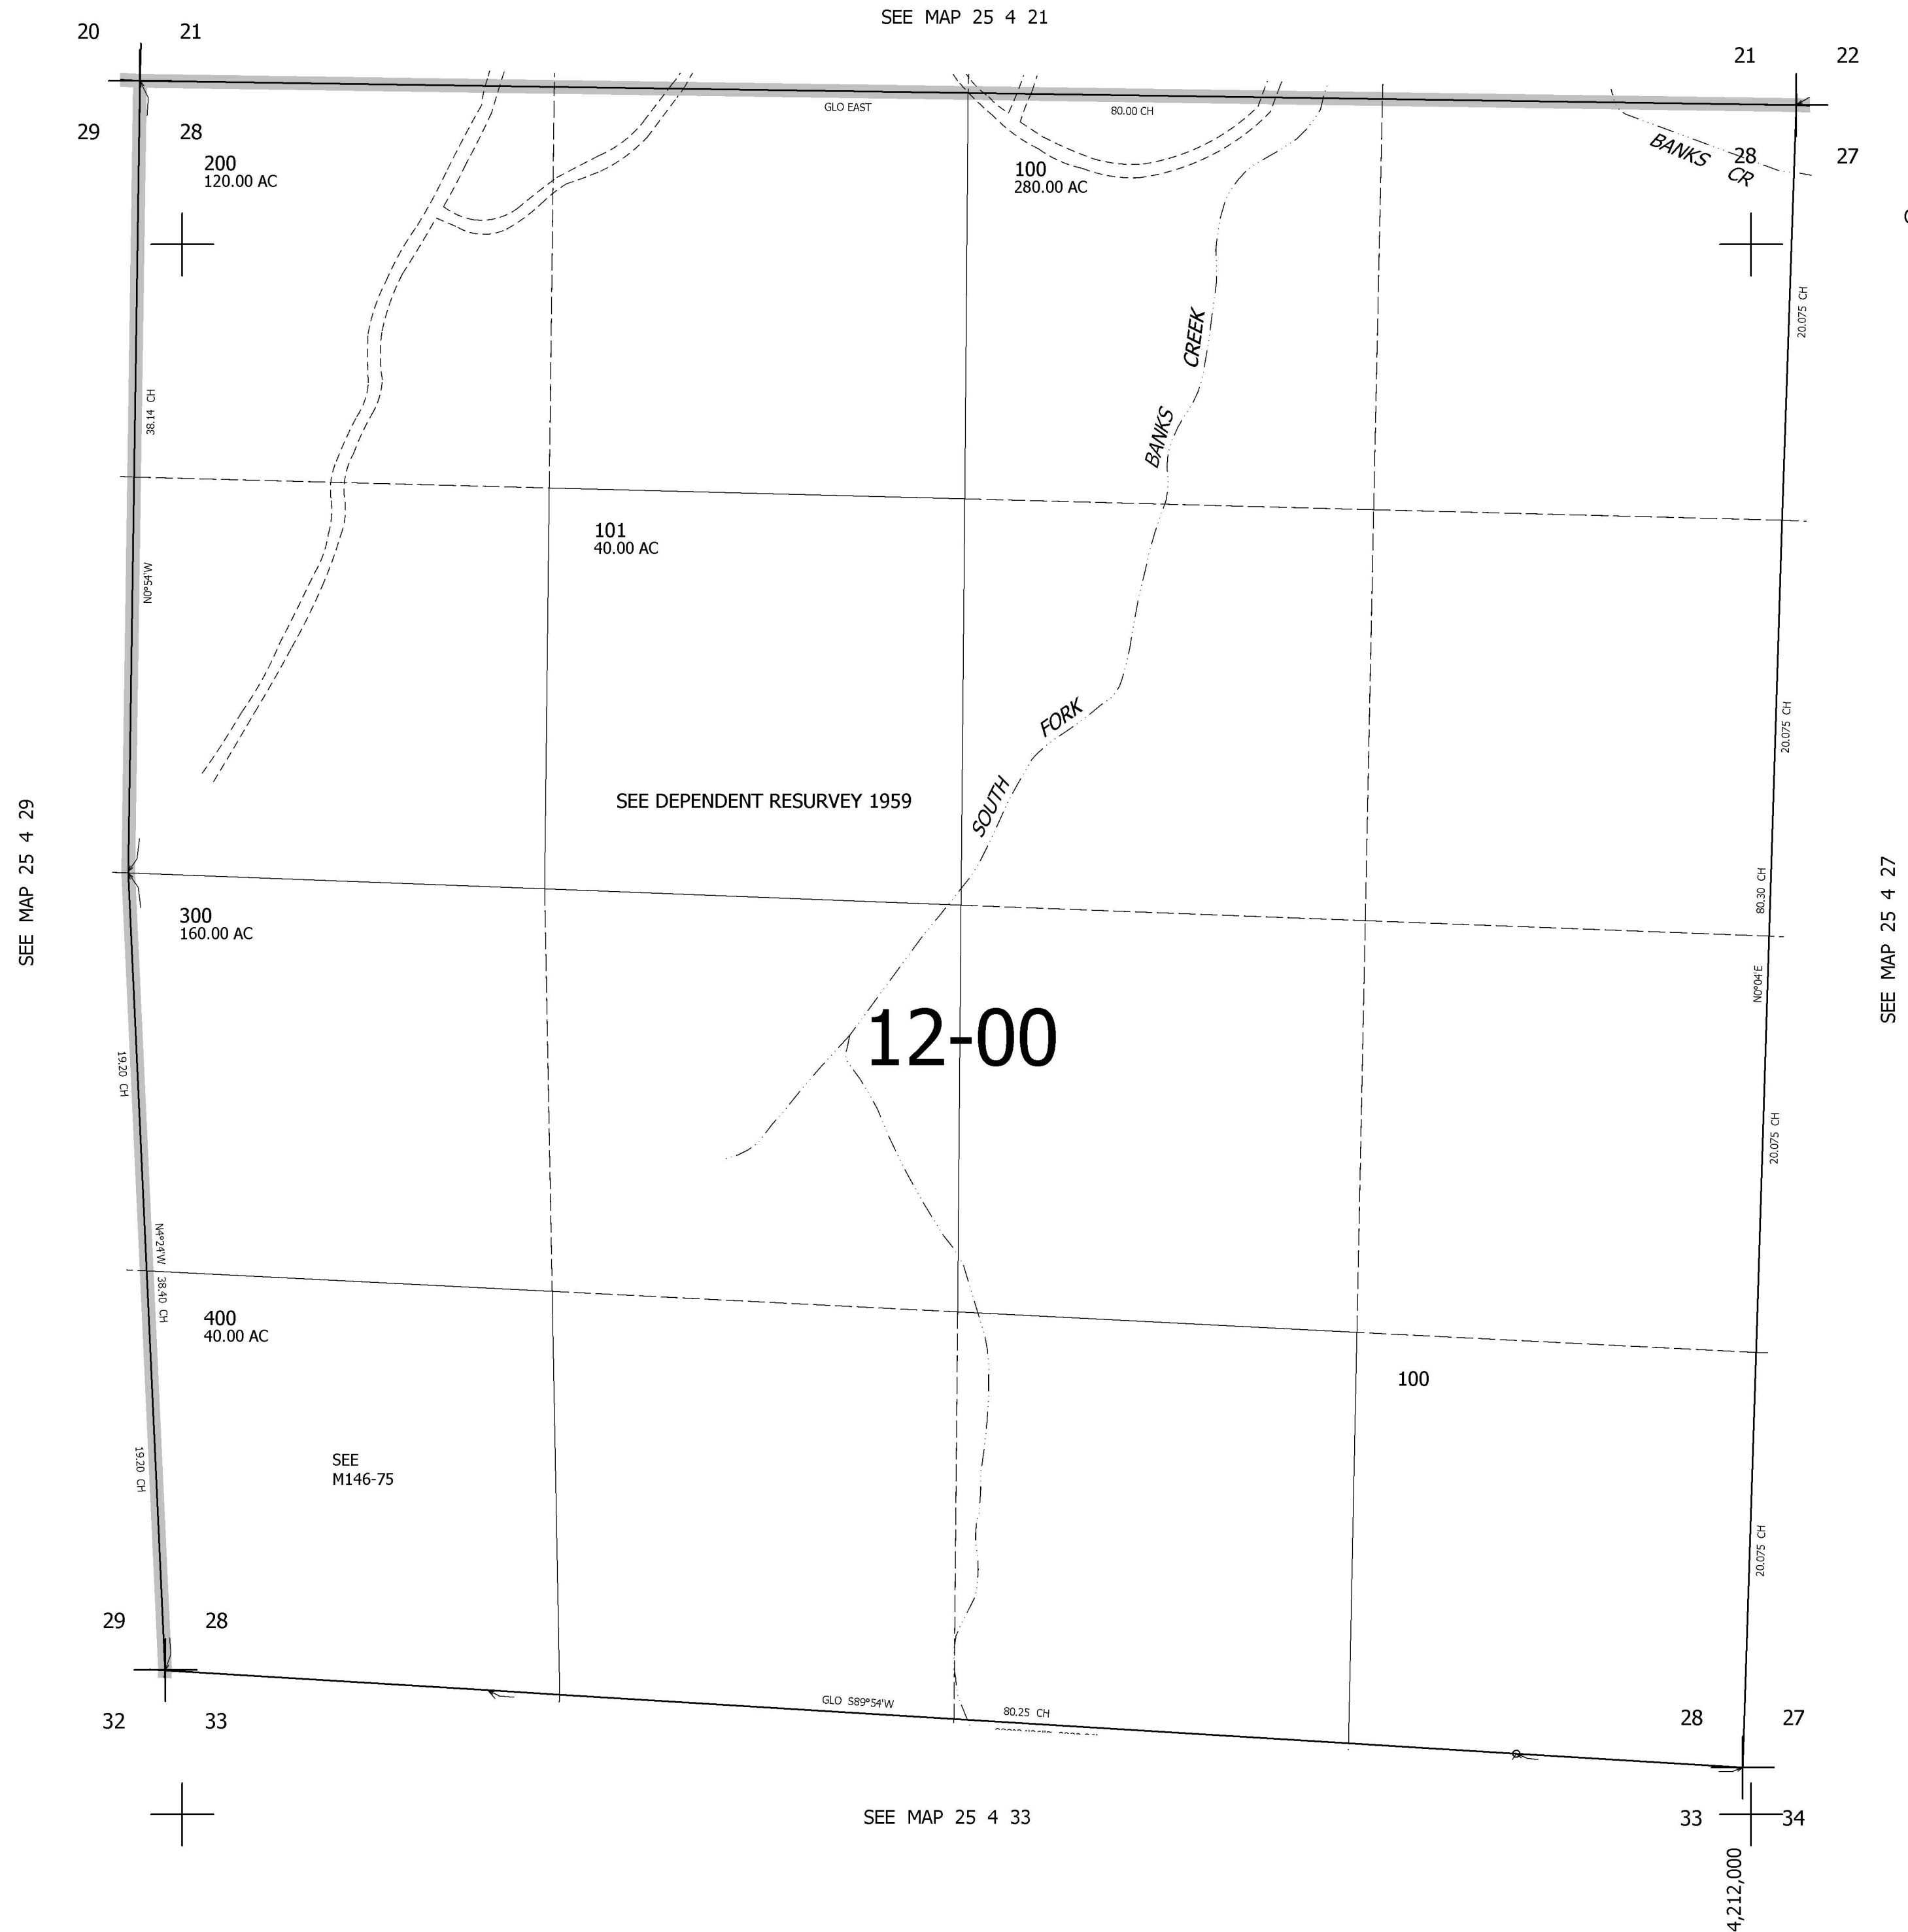 SEE MAP 25 4 21
20 21
21 22
GLO EAST
80.00 CH
29 28
28 27
BANKS CR
200
120.00 AC
100
280.00 AC
20.075 CH
38.14 CH
BANKS CREEK
101
40.00 AC
N0°54'W
SOUTH FORK
20.075 CH
SEE DEPENDENT RESURVEY 1959
SEE MAP 25 4 29
80.30 CH
SEE MAP 25 4 27
300
160.00 AC
N0°04'E
12-00
19.20 CH
20.075 CH
N4°24'W 38.40 CH
400
40.00 AC
100
SEE
M146-75
19.20 CH
20.075 CH
29 28
GLO S89°54'W
80.25 CH
32 33
28 27
SEE MAP 25 4 33
33 34
4,212,000